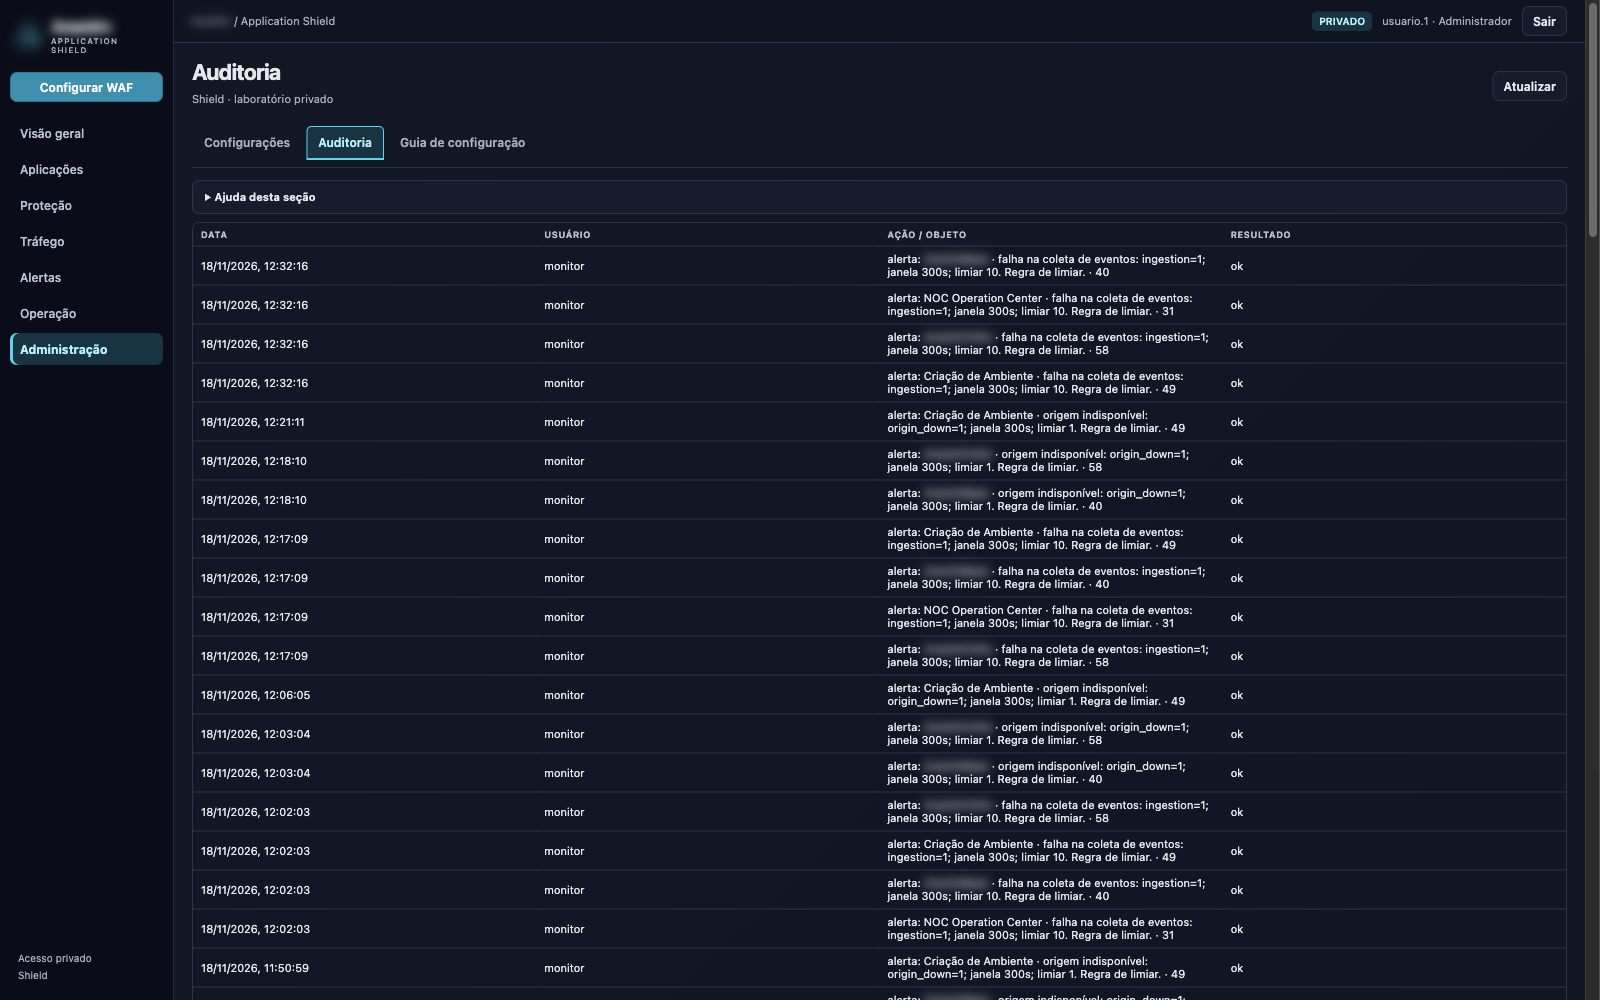 APPLICATION
SHIELD
Configurar WAF
Visão geral
Aplicações
Proteção
Tráfego
Alertas
Operação
Administração
Acesso privado
Shield
/ Application Shield
PRIVADO
usuario.1 · Administrador
Sair
Auditoria
Shield · laboratório privado
Atualizar
Configurações
Auditoria
Guia de configuração
Ajuda desta seção
DATA USUÁRIO AÇÃO / OBJETO RESULTADO
18/11/2026, 12:32:16 monitor alerta: · falha na coleta de eventos: ingestion=1; ok
janela 300s; limiar 10. Regra de limiar. · 40
18/11/2026, 12:32:16 monitor alerta: NOC Operation Center · falha na coleta de eventos: ok
ingestion=1; janela 300s; limiar 10. Regra de limiar. · 31
18/11/2026, 12:32:16 monitor alerta: · falha na coleta de eventos: ingestion=1; ok
janela 300s; limiar 10. Regra de limiar. · 58
18/11/2026, 12:32:16 monitor alerta: Criação de Ambiente · falha na coleta de eventos: ok
ingestion=1; janela 300s; limiar 10. Regra de limiar. · 49
18/11/2026, 12:21:11 monitor alerta: Criação de Ambiente · origem indisponível: ok
origin_down=1; janela 300s; limiar 1. Regra de limiar. · 49
18/11/2026, 12:18:10 monitor alerta: · origem indisponível: origin_down=1; ok
janela 300s; limiar 1. Regra de limiar. · 58
18/11/2026, 12:18:10 monitor alerta: · origem indisponível: origin_down=1; ok
janela 300s; limiar 1. Regra de limiar. · 40
18/11/2026, 12:17:09 monitor alerta: Criação de Ambiente · falha na coleta de eventos: ok
ingestion=1; janela 300s; limiar 10. Regra de limiar. · 49
18/11/2026, 12:17:09 monitor alerta: · falha na coleta de eventos: ingestion=1; ok
janela 300s; limiar 10. Regra de limiar. · 40
18/11/2026, 12:17:09 monitor alerta: NOC Operation Center · falha na coleta de eventos: ok
ingestion=1; janela 300s; limiar 10. Regra de limiar. · 31
18/11/2026, 12:17:09 monitor alerta: · falha na coleta de eventos: ingestion=1; ok
janela 300s; limiar 10. Regra de limiar. · 58
18/11/2026, 12:06:05 monitor alerta: Criação de Ambiente · origem indisponível: ok
origin_down=1; janela 300s; limiar 1. Regra de limiar. · 49
18/11/2026, 12:03:04 monitor alerta: · origem indisponível: origin_down=1; ok
janela 300s; limiar 1. Regra de limiar. · 58
18/11/2026, 12:03:04 monitor alerta: · origem indisponível: origin_down=1; ok
janela 300s; limiar 1. Regra de limiar. · 40
18/11/2026, 12:02:03 monitor alerta: · falha na coleta de eventos: ingestion=1; ok
janela 300s; limiar 10. Regra de limiar. · 58
18/11/2026, 12:02:03 monitor alerta: Criação de Ambiente · falha na coleta de eventos: ok
ingestion=1; janela 300s; limiar 10. Regra de limiar. · 49
18/11/2026, 12:02:03 monitor alerta: · falha na coleta de eventos: ingestion=1; ok
janela 300s; limiar 10. Regra de limiar. · 40
18/11/2026, 12:02:03 monitor alerta: NOC Operation Center · falha na coleta de eventos: ok
ingestion=1; janela 300s; limiar 10. Regra de limiar. · 31
18/11/2026, 11:50:59 monitor alerta: Criação de Ambiente · origem indisponível: ok
origin_down=1; janela 300s; limiar 1. Regra de limiar. · 49